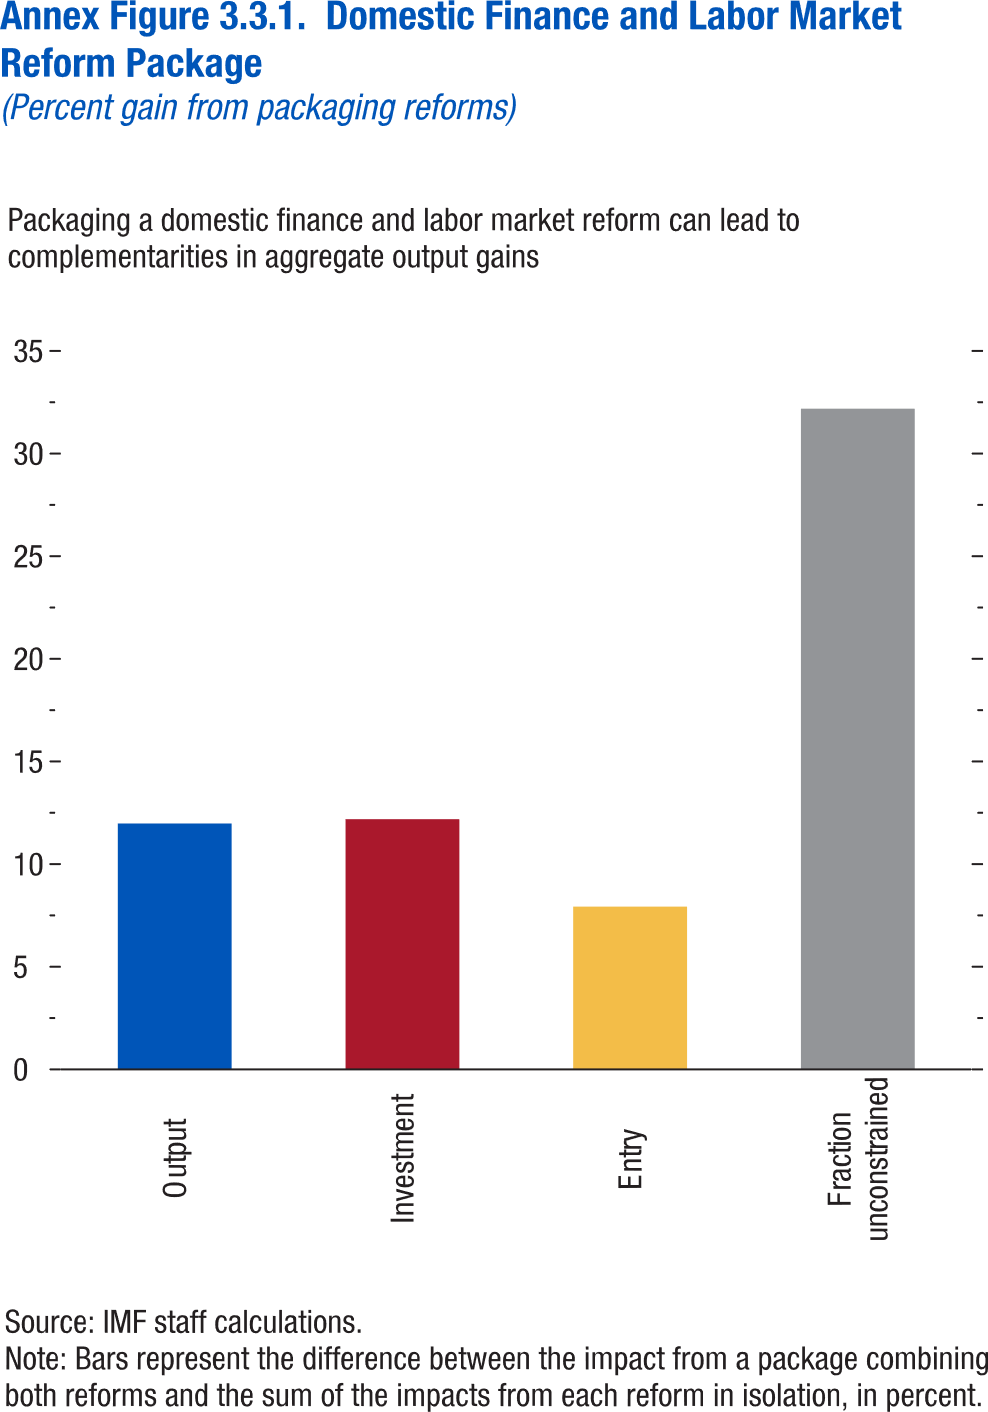 Annex Figure 3.3.1. Domestic Finance and Labor Market
Reform Package
(Percent gain from packaging reforms)
Packaging a domestic finance and labor market reform can lead to
complementarities in aggregate output gains
35
30
25
20
15
10
5
0
Output
Investment
Entry
Fraction
unconstrained
Source: IMF staff calculations.
Note: Bars represent the difference between the impact from a package combining
both reforms and the sum of the impacts from each reform in isolation, in percent.